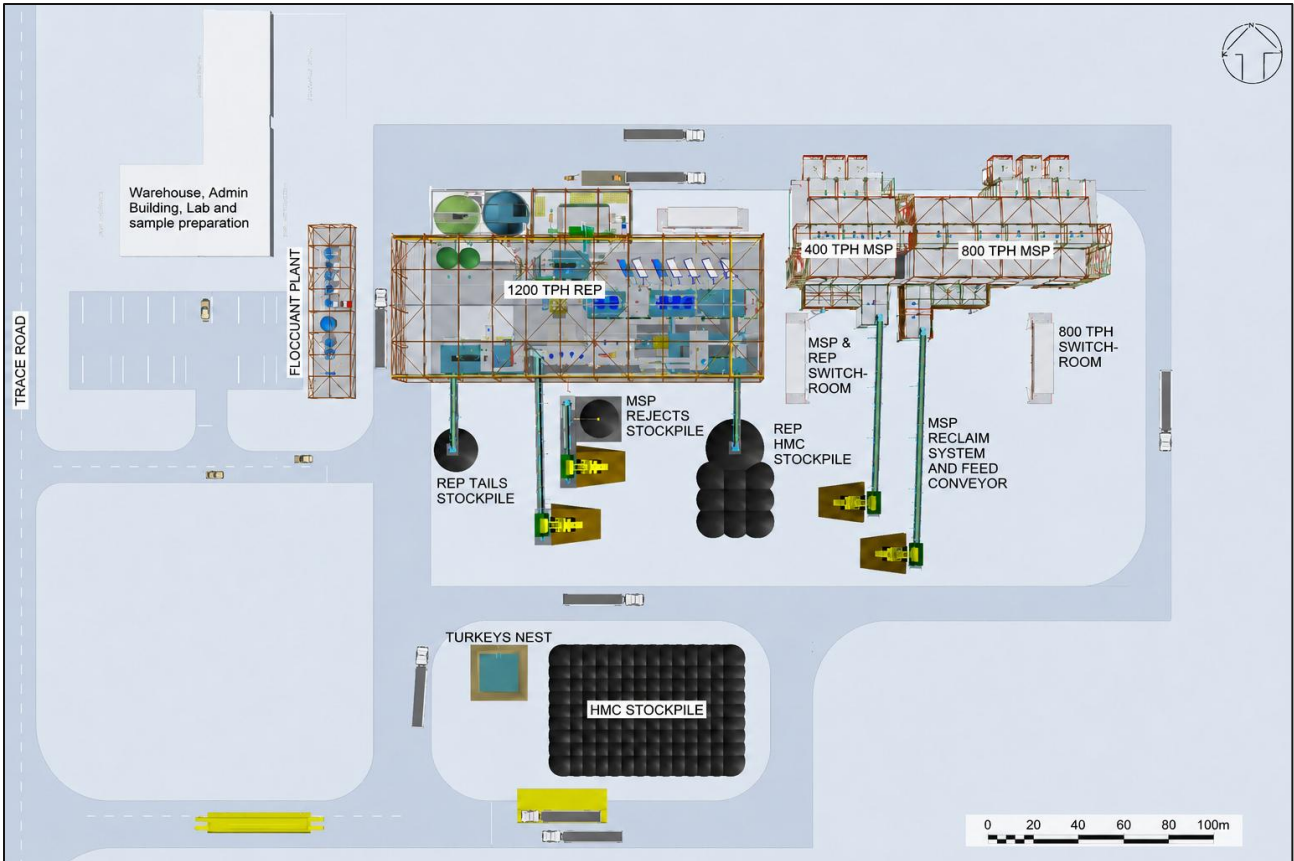 N
Warehouse, Admin
Building, Lab and
sample preparation
FLOCCUANT PLANT
TRACE ROAD
1200 TPH REP
400 TPH MSP
800 TPH MSP
MSP &
REP
SWITCH-
ROOM
800 TPH
SWITCH-
ROOM
MSP
REJECTS
STOCKPILE
REP
HMC
STOCKPILE
MSP
RECLAIM
SYSTEM
AND FEED
CONVEYOR
REP TAILS
STOCKPILE
TURKEYS NEST
HMC STOCKPILE
0 20 40 60 80 100m